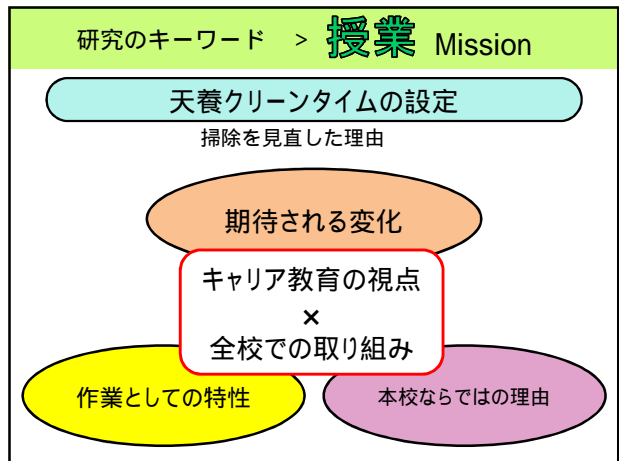 研究のキーワード > 授業 Mission
天養クリーンタイムの設定
掃除を見直した理由
期待される変化
キャリア教育の視点
×
全校での取り組み
作業としての特性
本校ならではの理由